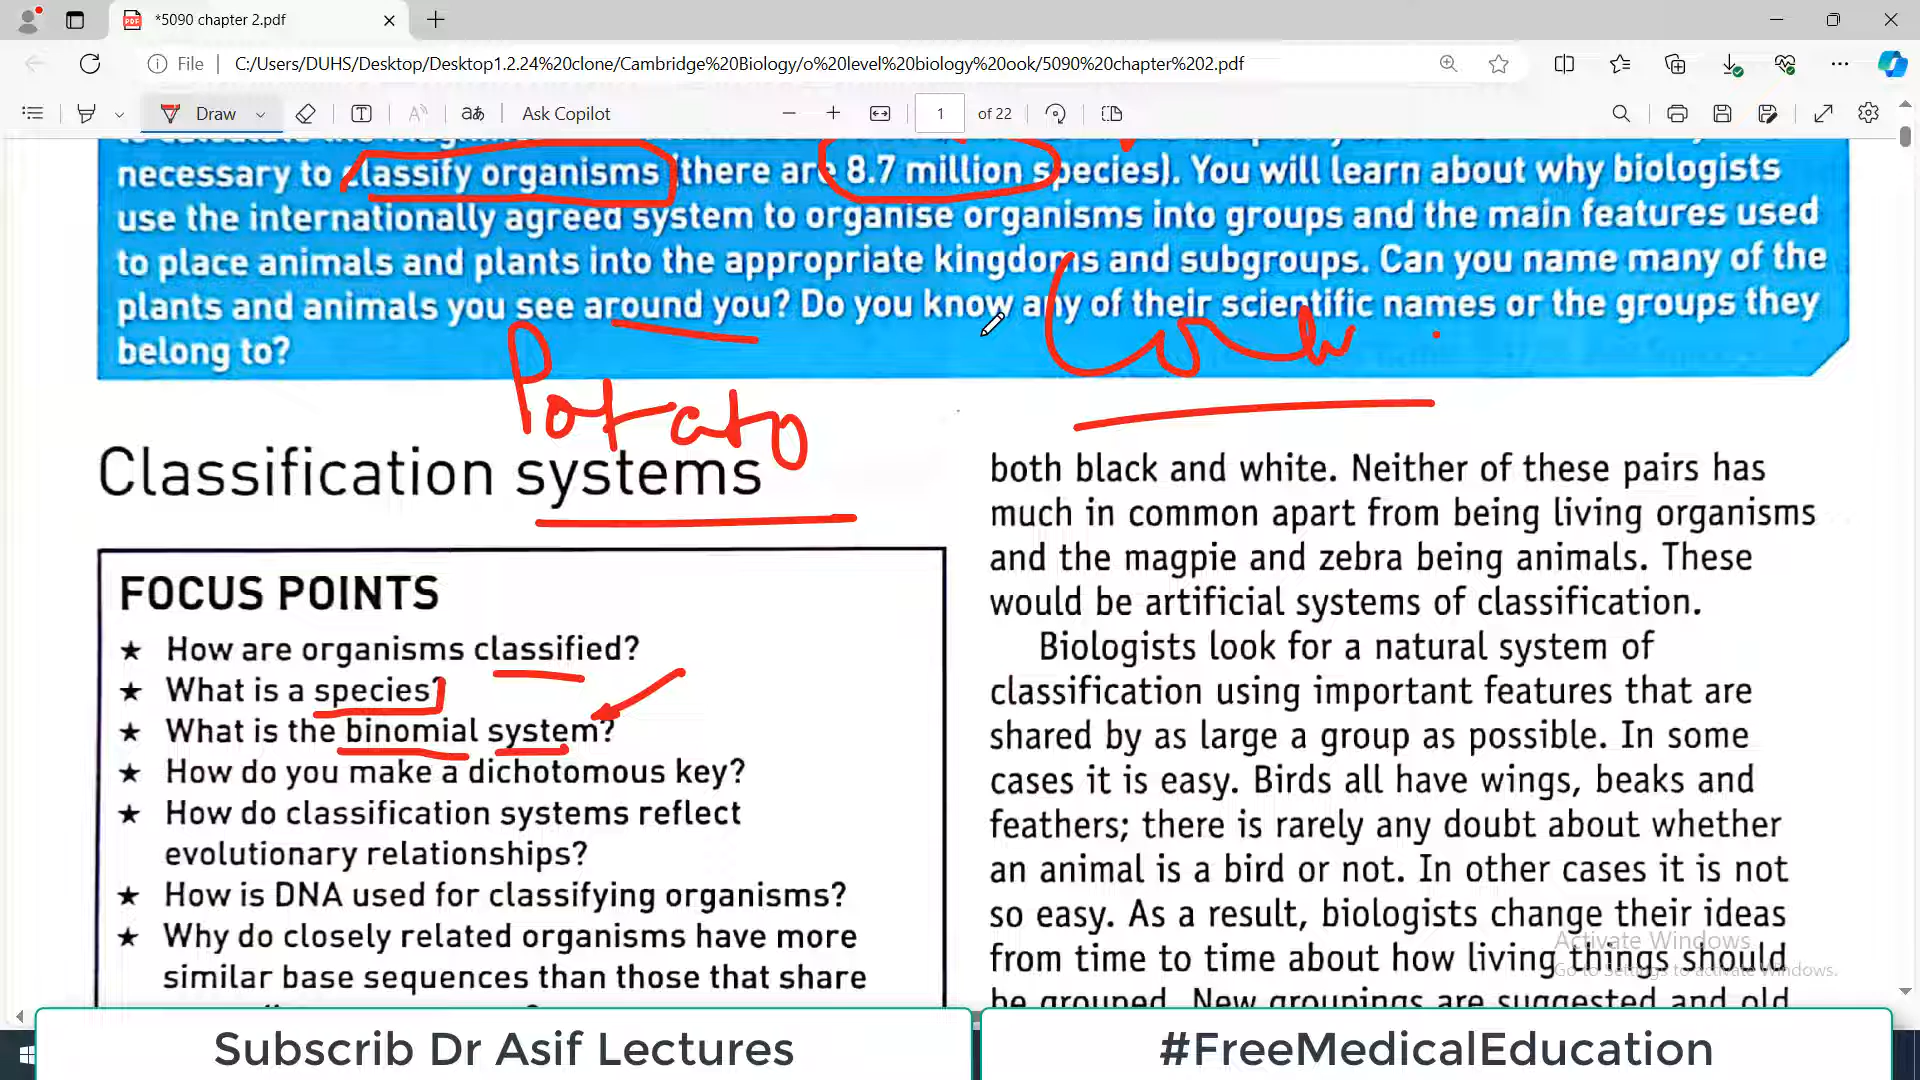 *5090 chapter 2.pdf
File C:/Users/DUHS/Desktop/Desktop1.2.24%20clone/Cambridge%20Biology/o%20level%20biology%20ook/5090%20chapter%202.pdf
Draw Ask Copilot 1 of 22
necessary to classify organisms (there are 8.7 million species). You will learn about why biologists
use the internationally agreed system to organise organisms into groups and the main features used
to place animals and plants into the appropriate kingdoms and subgroups. Can you name many of the
plants and animals you see around you? Do you know any of their scientific names or the groups they
belong to?
Potato
Classification systems
FOCUS POINTS
★ How are organisms classified?
★ What is a species?
★ What is the binomial system?
★ How do you make a dichotomous key?
★ How do classification systems reflect
evolutionary relationships?
★ How is DNA used for classifying organisms?
★ Why do closely related organisms have more
similar base sequences than those that share
both black and white. Neither of these pairs has
much in common apart from being living organisms
and the magpie and zebra being animals. These
would be artificial systems of classification.
Biologists look for a natural system of
classification using important features that are
shared by as large a group as possible. In some
cases it is easy. Birds all have wings, beaks and
feathers; there is rarely any doubt about whether
an animal is a bird or not. In other cases it is not
so easy. As a result, biologists change their ideas
from time to time about how living things should
be grouped. New groupings are suggested and old
Activate Windows
Go to Settings to activate Windows.
Subscrib Dr Asif Lectures
#FreeMedicalEducation